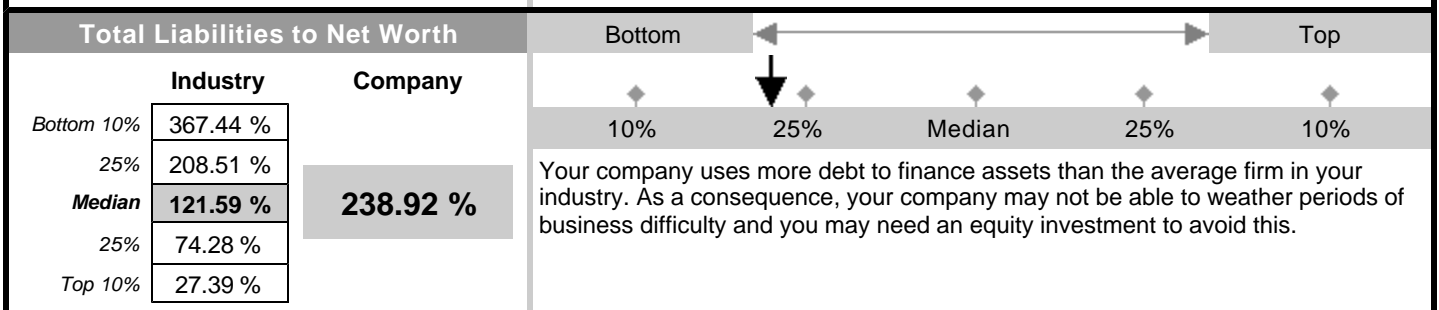 Total Liabilities to Net Worth
Bottom Top
Industry Company
Bottom 10% 367.44 %
25% 208.51 %
Median 121.59 %
25% 74.28 %
Top 10% 27.39 %
238.92 %
10% 25% Median 25% 10%
Your company uses more debt to finance assets than the average firm in your
industry. As a consequence, your company may not be able to weather periods of
business difficulty and you may need an equity investment to avoid this.